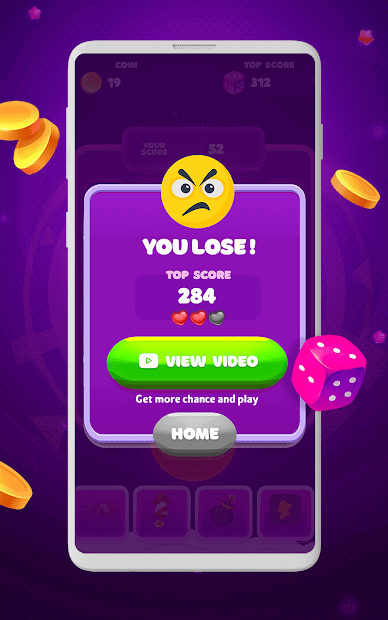 COIN
TOP SCORE
19
312
YOUR
SCORE
52
YOU LOSE!
TOP SCORE
284
VIEW VIDEO
Get more chance and play
HOME